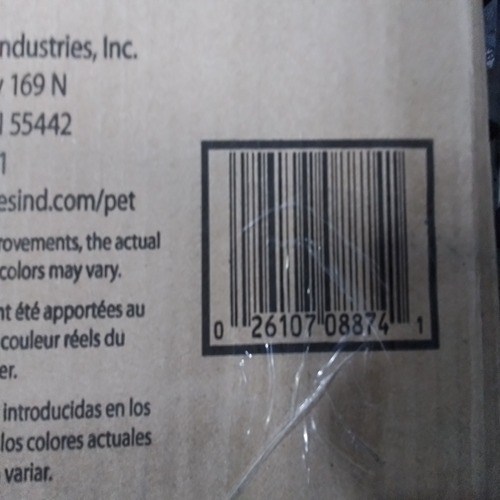 ndustries, Inc.
169 N
55442
1
esind.com/pet
rovements, the actual
colors may vary.
nt été apportées au
couleur réels du
er.
introducidas en los
los colores actuales
variar.
0 26107 08874 1